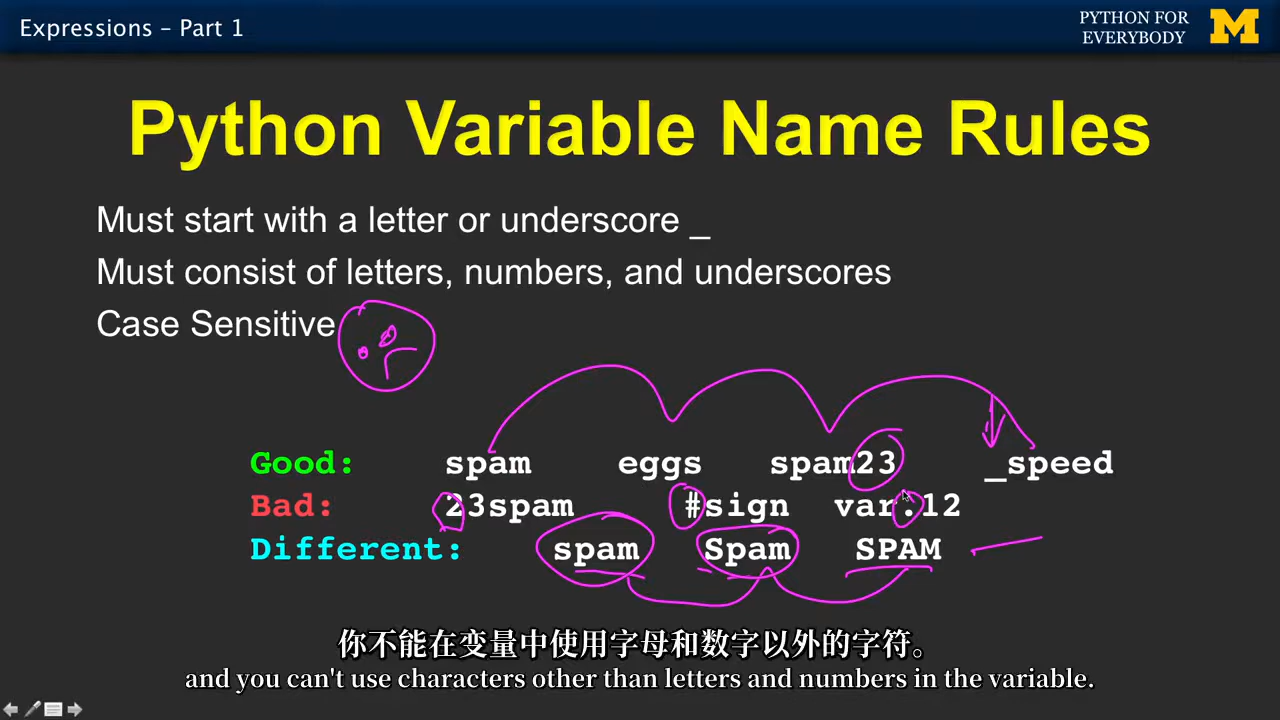 Expressions – Part 1
PYTHON FOR
EVERYBODY
M
Python Variable Name Rules
Must start with a letter or underscore _
Must consist of letters, numbers, and underscores
Case Sensitive
Good: spam eggs spam23 _speed
Bad: 23spam #sign var.12
Different: spam Spam SPAM
你不能在变量中使用字母和数字以外的字符。
and you can't use characters other than letters and numbers in the variable.